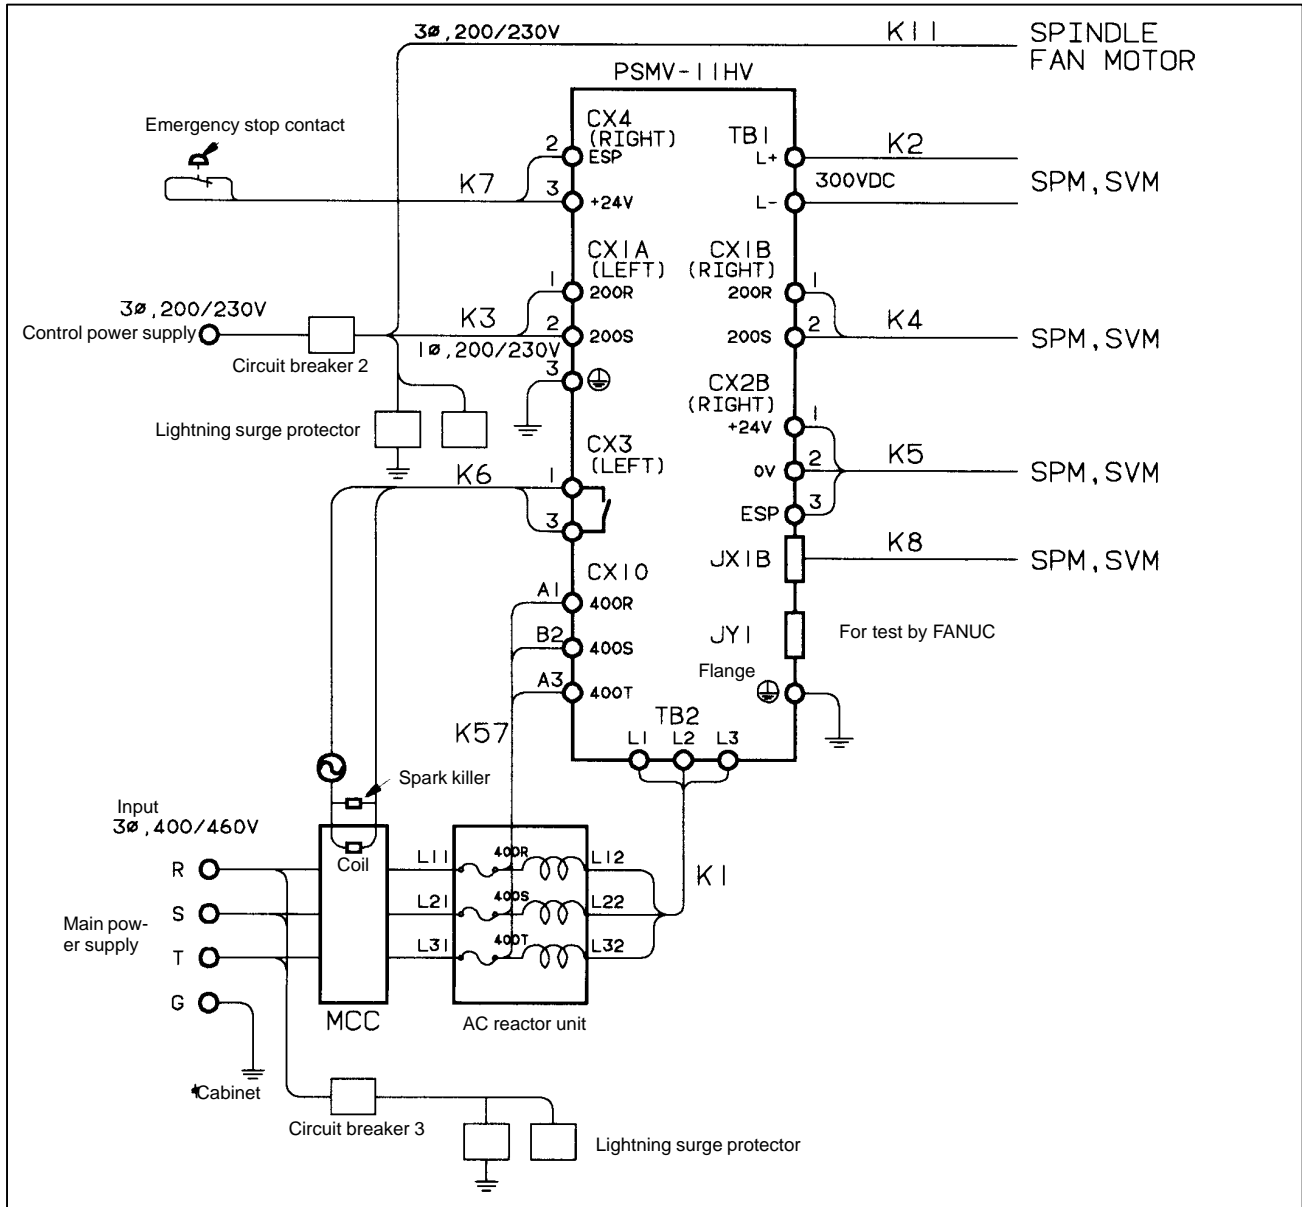 3ø,200/230V
K11
SPINDLE
FAN MOTOR
PSMV-11HV
Emergency stop contact
CX4
(RIGHT)
2
ESP
TB1
L+
K2
K7
3
+24V
300VDC
L-
SPM,SVM
CX1A
(LEFT)
CX1B
(RIGHT)
1
200R
200R
1
3ø,200/230V
Control power supply
K3
2
200S
200S
2
K4
SPM,SVM
1ø,200/230V
Circuit breaker 2
3
CX2B
(RIGHT)
+24V
1
Lightning surge protector
CX3
(LEFT)
K6
1
0V
2
K5
SPM,SVM
3
ESP
3
JX1B
K8
SPM,SVM
CX10
A1
400R
B2
400S
JY1
For test by FANUC
A3
400T
Flange
K57
TB2
L1
L2
L3
Spark killer
Input
3ø,400/460V
Coil
R
L11
400R
L12
K1
S
L21
400S
L22
Main pow-
er supply
T
L31
400T
L32
G
MCC
AC reactor unit
*Cabinet
Circuit breaker 3
Lightning surge protector